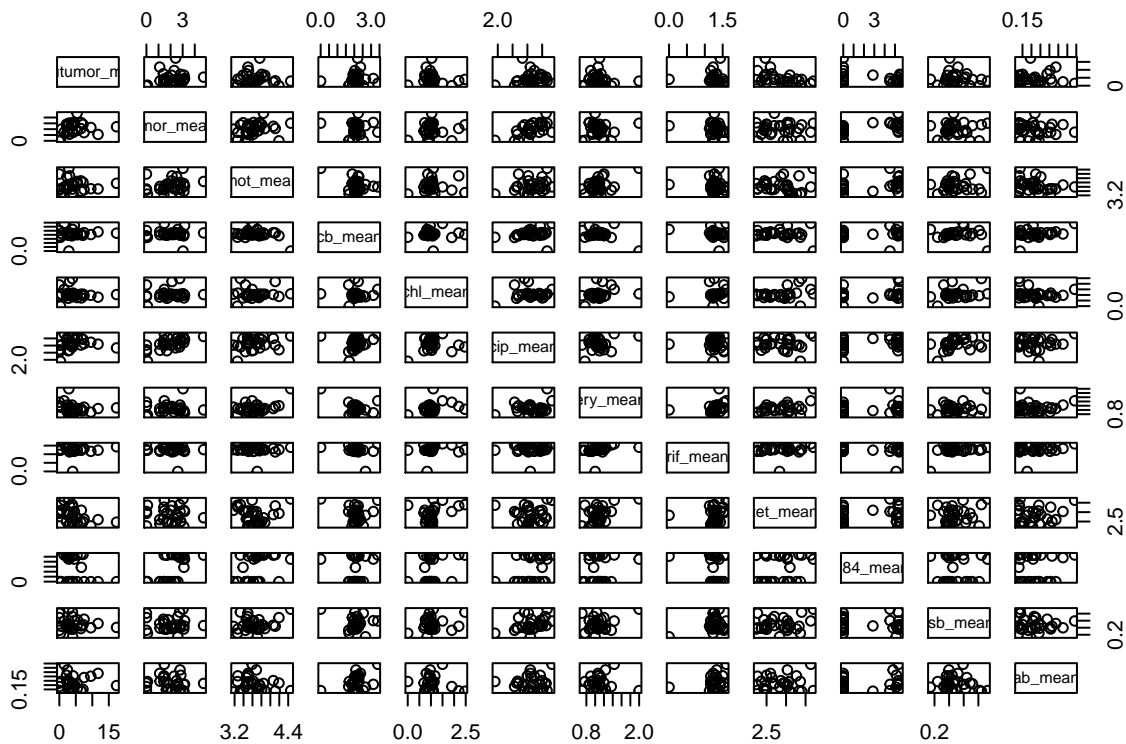 0 3 0.0 3.0 2.0 0.0 1.5 0 3 0.15
tumor_m 0
0 nor_mea
not_mea 3.2
0.0 cb_mean
chl_mean 0.0
2.0 cip_mean
ery_mean 0.8
0.0 rif_mean
et_mean 2.5
0 84_mea
sb_mean 0.2
0.15 ab_mean
0 15 3.2 4.4 0.0 2.5 0.8 2.0 2.5 0.2